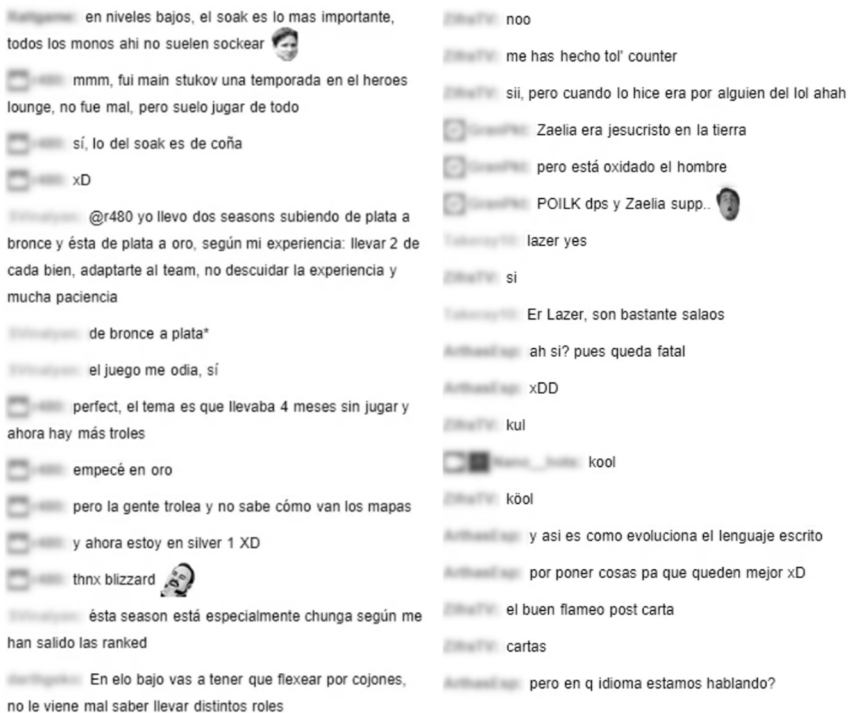 en niveles bajos, el soak es lo mas importante,
todos los monos ahi no suelen sockear
mmm, fui main stukov una temporada en el heroes
lounge, no fue mal, pero suelo jugar de todo
sí, lo del soak es de coña
xD
@r480 yo llevo dos seasons subiendo de plata a
bronce y ésta de plata a oro, según mi experiencia: llevar 2 de
cada bien, adaptarte al team, no descuidar la experiencia y
mucha paciencia
de bronce a plata*
el juego me odia, sí
perfect, el tema es que llevaba 4 meses sin jugar y
ahora hay más troles
empecé en oro
pero la gente trolea y no sabe cómo van los mapas
y ahora estoy en silver 1 XD
thnx blizzard
ésta season está especialmente chunga según me
han salido las ranked
En elo bajo vas a tener que flexear por cojones,
no le viene mal saber llevar distintos roles
noo
me has hecho tol' counter
sii, pero cuando lo hice era por alguien del lol ahah
Zaelia era jesucristo en la tierra
pero está oxidado el hombre
POILK dps y Zaelia supp..
lazer yes
si
Er Lazer, son bastante salaos
ah si? pues queda fatal
xDD
kul
kool
köol
y asi es como evoluciona el lenguaje escrito
por poner cosas pa que queden mejor xD
el buen flameo post carta
cartas
pero en q idioma estamos hablando?